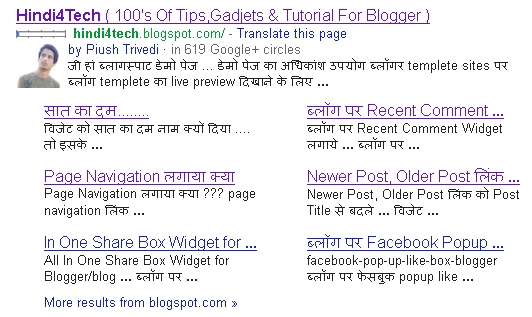 Hindi4Tech ( 100's Of Tips,Gadjets & Tutorial For Blogger )
hindi4tech.blogspot.com/ - Translate this page
by Piush Trivedi · in 619 Google+ circles
जी हां ब्लागस्पाट डेमो पेज ... डेमो पेज का अधिकांश उपयोग ब्लॉगर templete sites पर
ब्लॉग templete का live preview दिखाने के लिए ...
सात का दम........
विजेट को सात का दम नाम क्यों दिया ....
तो इसके ...
ब्लॉग पर Recent Comment ...
ब्लॉग पर Recent Comment Widget
लगाये ... ब्लॉग पर ...
Page Navigation लगाया क्या
Page Navigation लगाया क्या ??? page
navigation लिंक ...
Newer Post, Older Post लिंक ...
Newer Post, Older Post लिंक को Post
Title से बदले ... विजेट ...
In One Share Box Widget for ...
All In One Share Box Widget for
Blogger/blog ... ब्लॉग पर ...
ब्लॉग पर Facebook Popup ...
facebook-pop-up-like-box-blogger
ब्लॉग पर फेसबुक popup like ...
More results from blogspot.com »